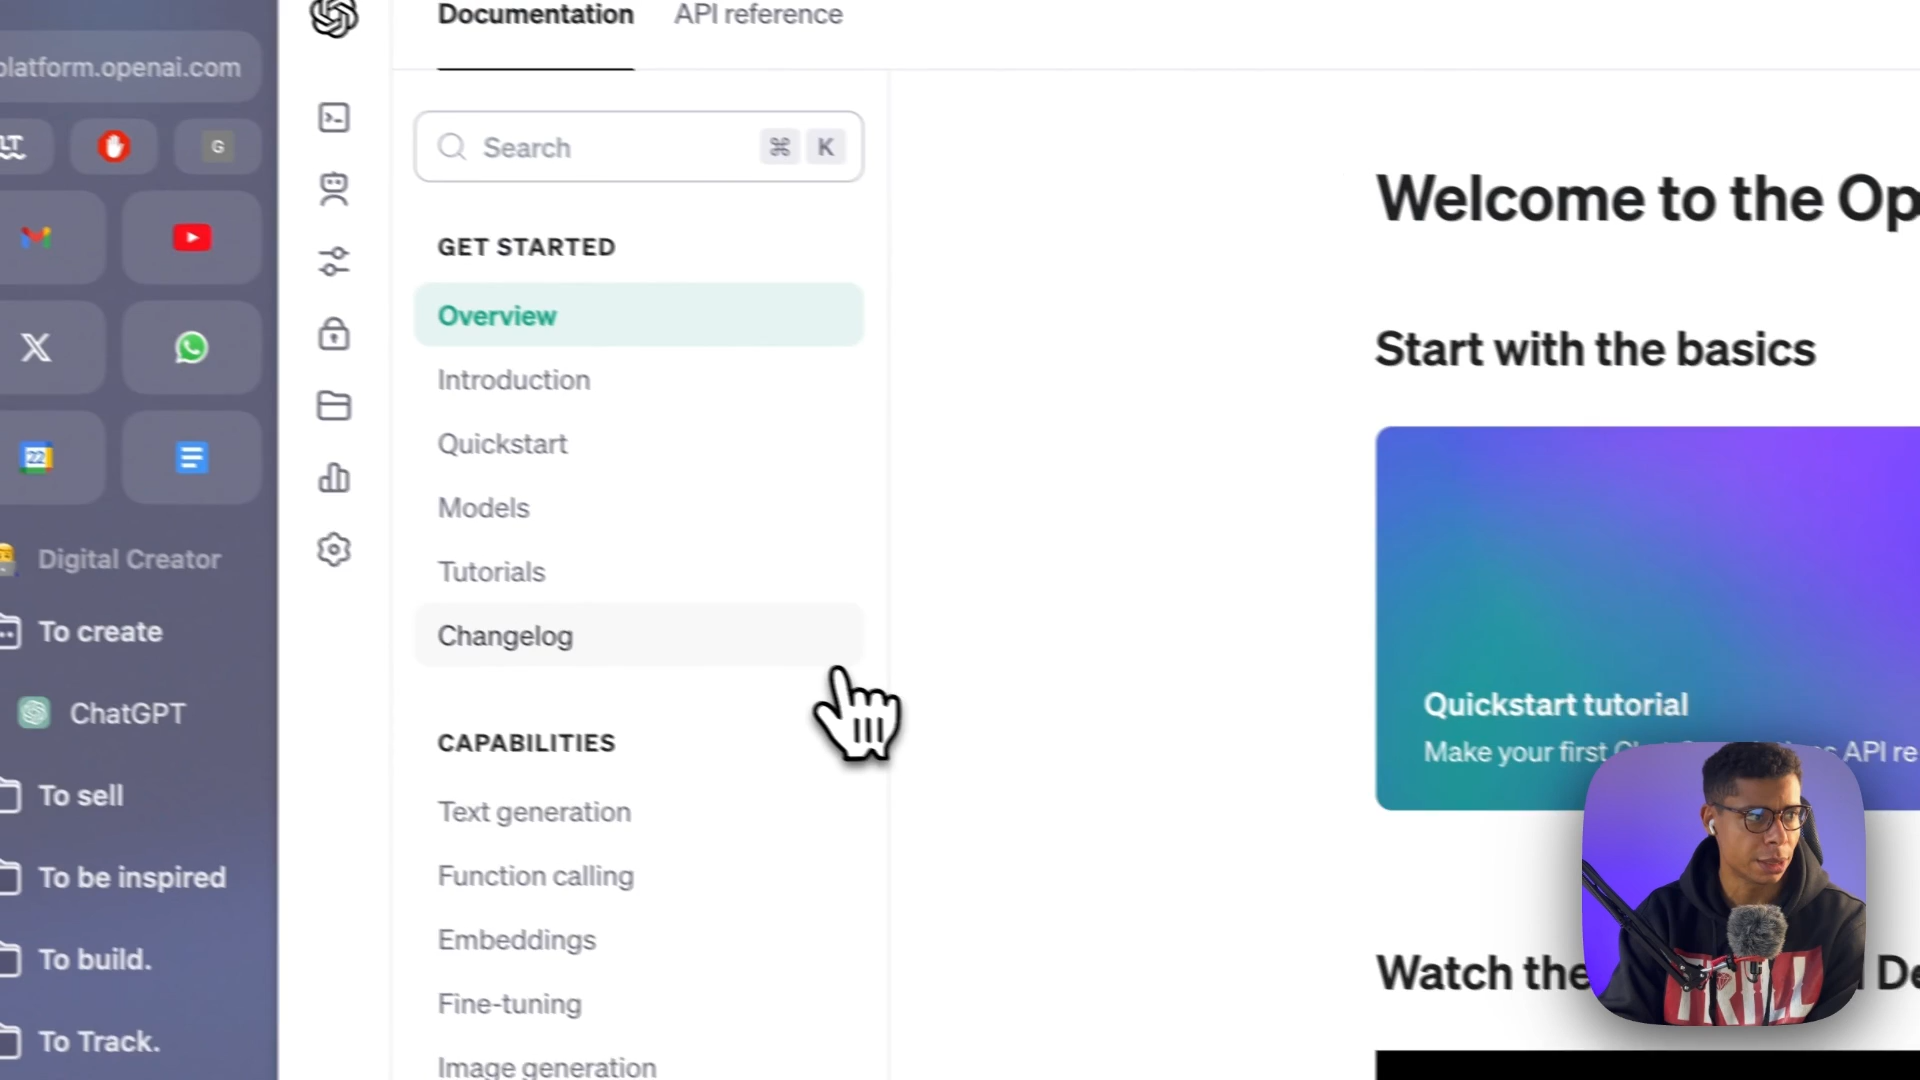 platform.openai.com
LT
G
22
Digital Creator
To create
ChatGPT
To sell
To be inspired
To build.
To Track.
Documentation
API reference
Search
⌘ K
GET STARTED
Overview
Introduction
Quickstart
Models
Tutorials
Changelog
CAPABILITIES
Text generation
Function calling
Embeddings
Fine-tuning
Image generation
Welcome to the Op
Start with the basics
Quickstart tutorial
Make your first API re
Watch the De
TRILL